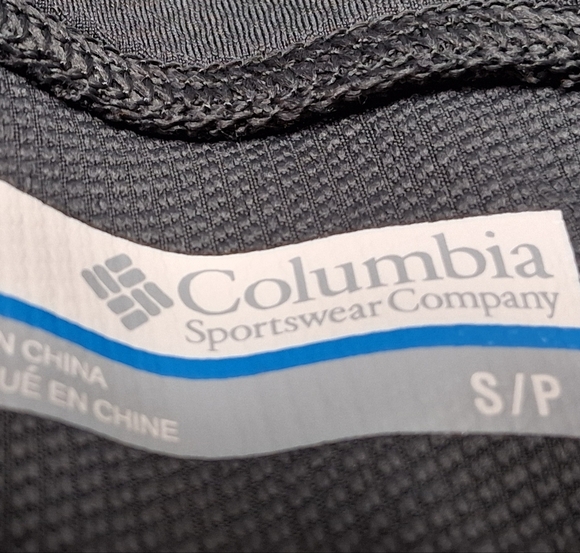 Columbia
Sportswear Company
N CHINA
UÉ EN CHINE
S/P